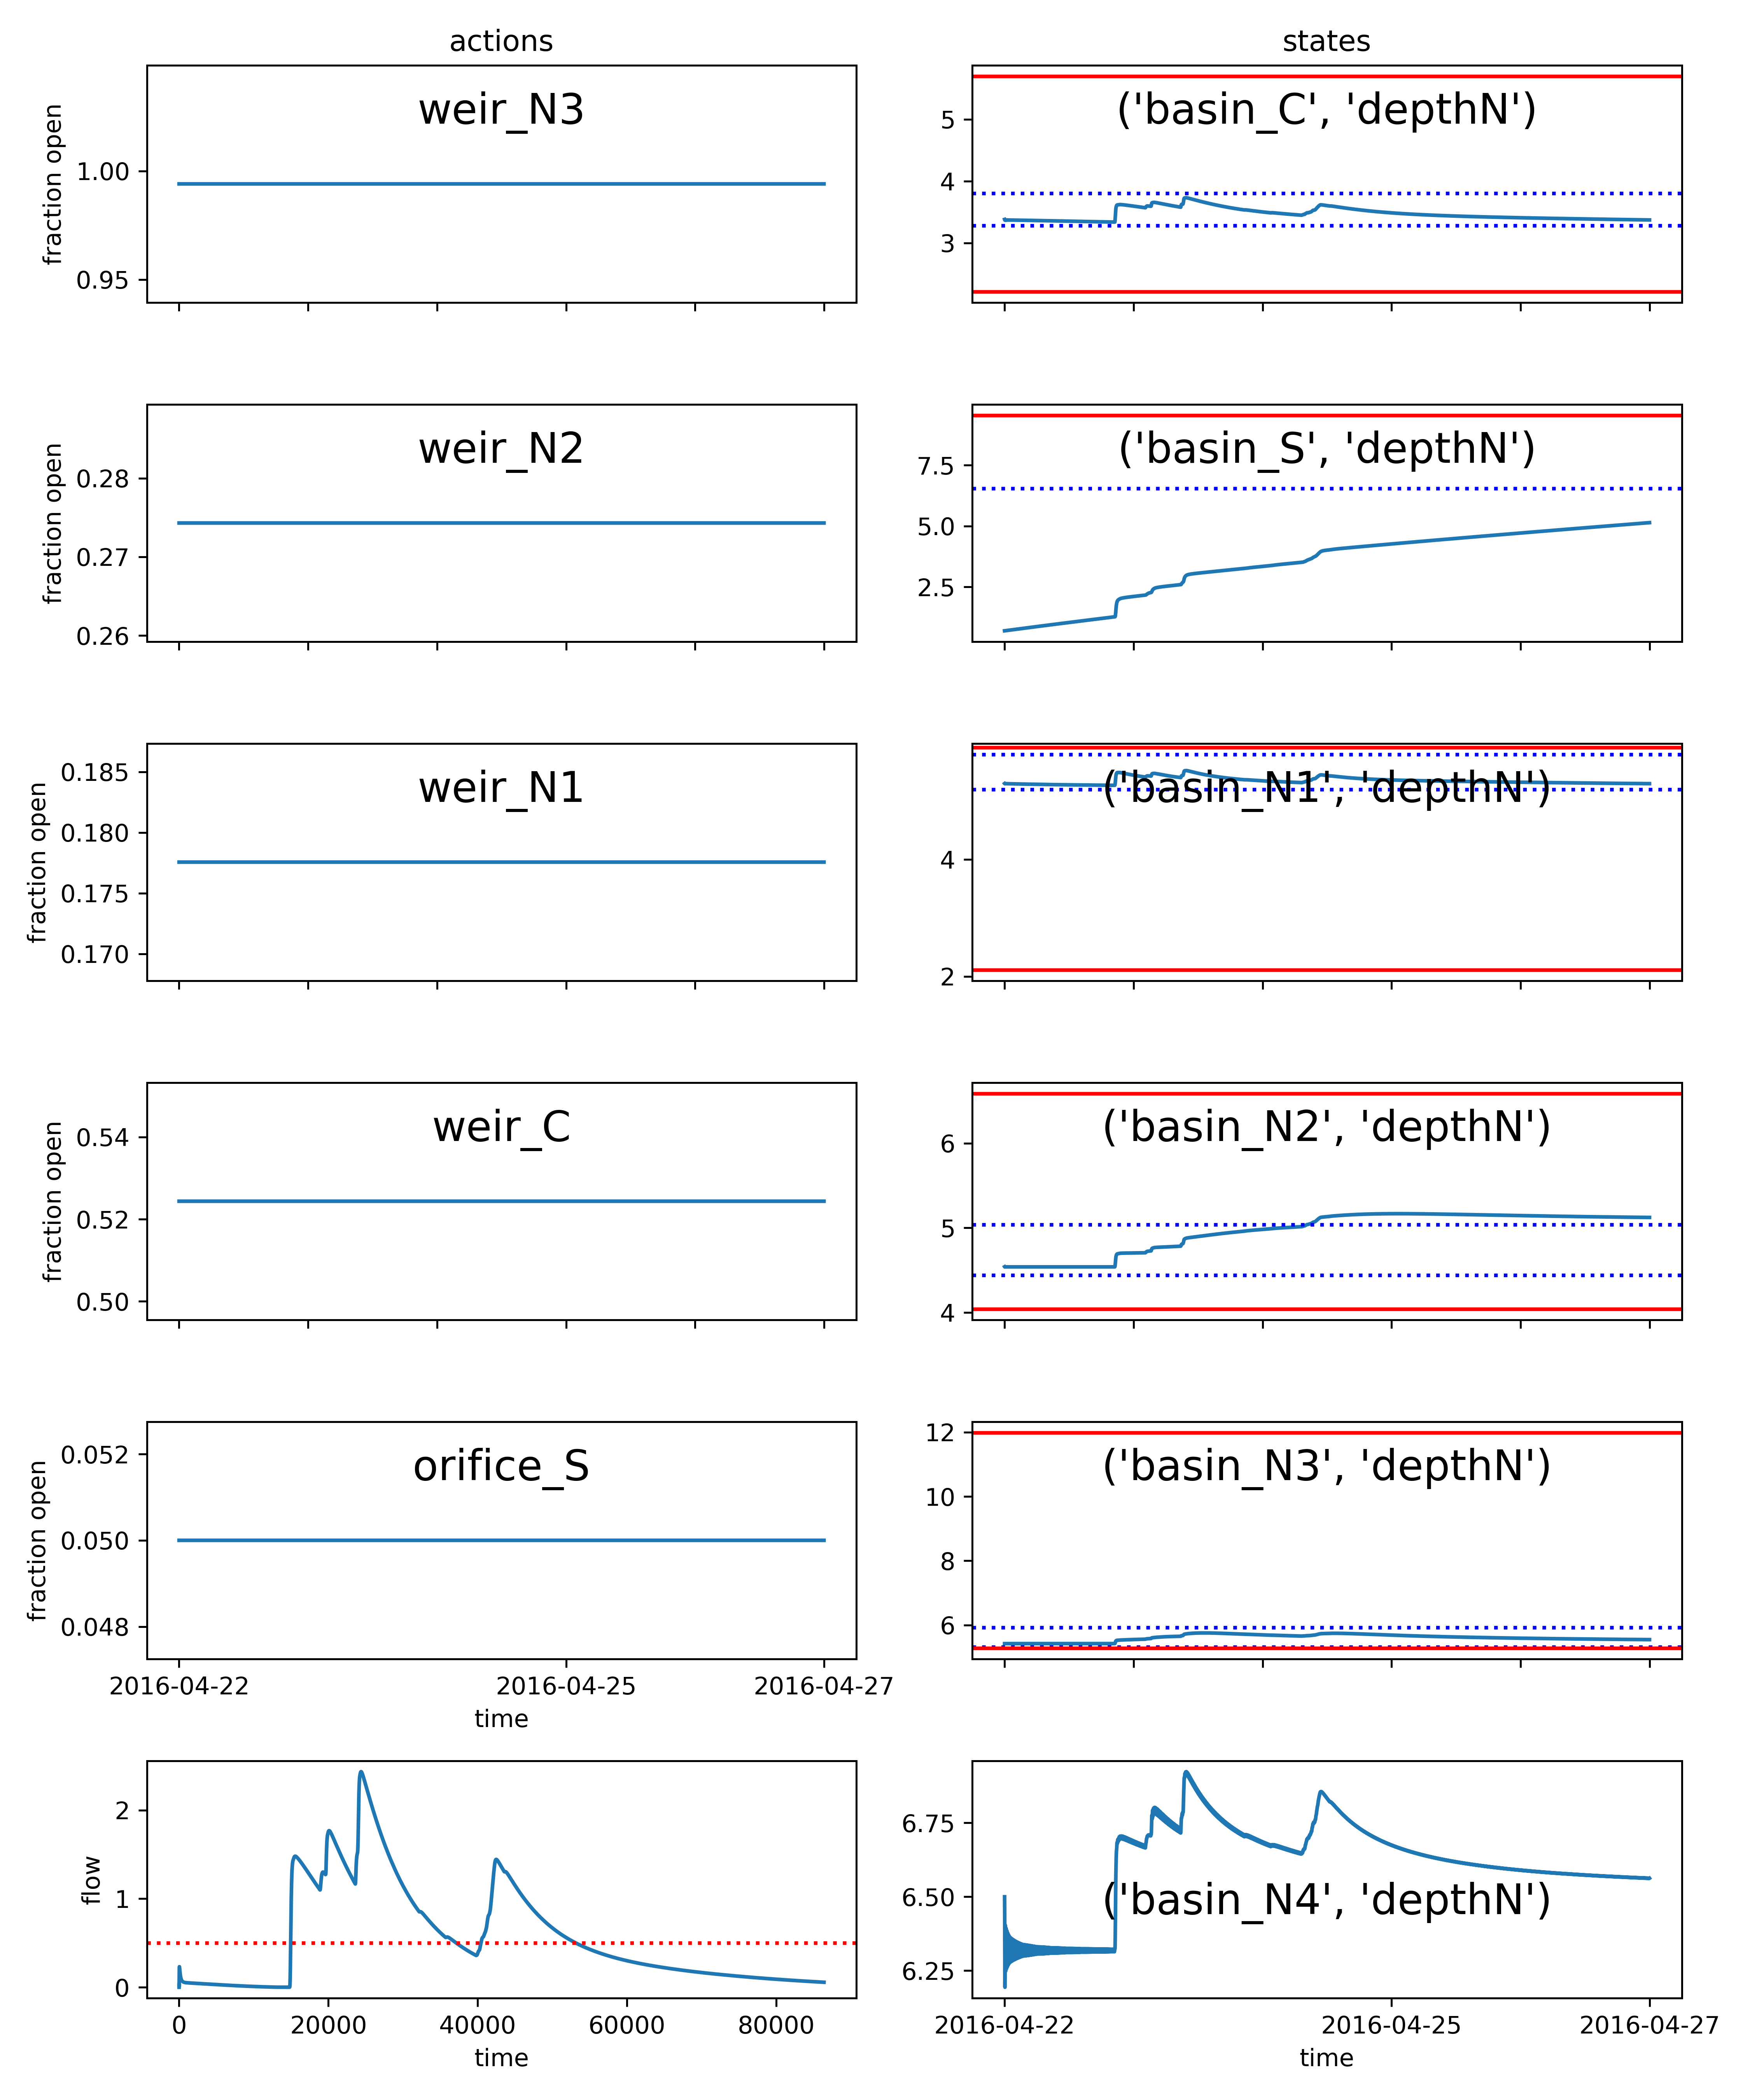 actions
states
fraction open
1.00
0.95
weir_N3
5
4
3
('basin_C', 'depthN')
fraction open
0.28
0.27
0.26
weir_N2
7.5
5.0
2.5
('basin_S', 'depthN')
fraction open
0.185
0.180
0.175
0.170
weir_N1
4
2
('basin_N1', 'depthN')
fraction open
0.54
0.52
0.50
weir_C
6
5
4
('basin_N2', 'depthN')
fraction open
0.052
0.050
0.048
orifice_S
2016-04-22 2016-04-25 2016-04-27
time
12
10
8
6
('basin_N3', 'depthN')
flow
2
1
0
0 20000 40000 60000 80000
time
6.75
6.50
6.25
('basin_N4', 'depthN')
2016-04-22 2016-04-25 2016-04-27
time